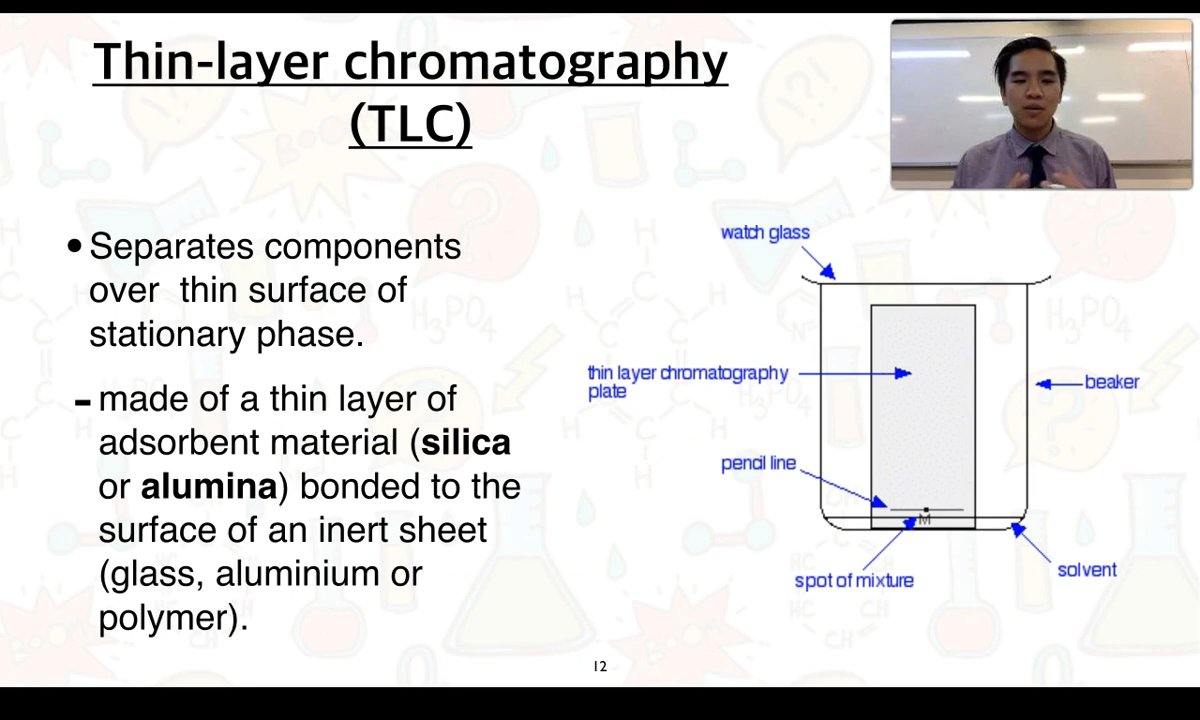 Thin-layer chromatography
(TLC)
• Separates components
over thin surface of
stationary phase.
- made of a thin layer of
adsorbent material (silica
or alumina) bonded to the
surface of an inert sheet
(glass, aluminium or
polymer).
watch glass
thin layer chromatography
plate
beaker
pencil line
M
spot of mixture
solvent
H₃PO₄
H₃PO₄
12